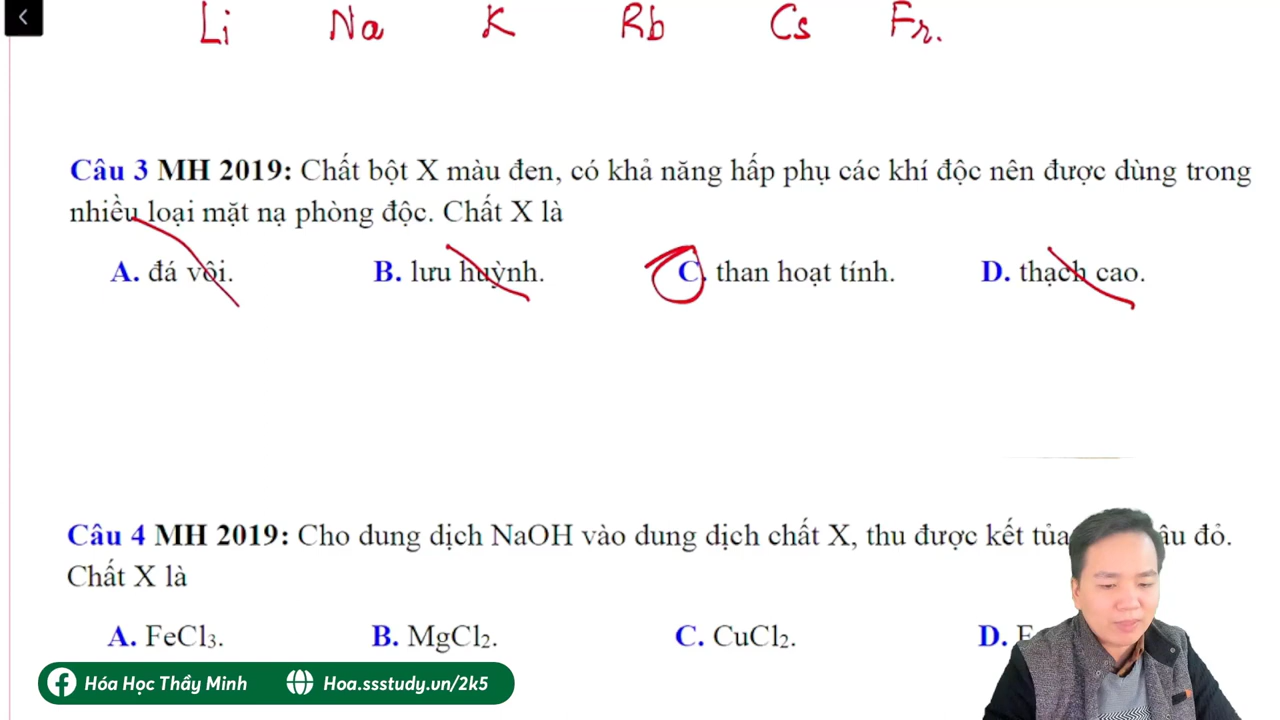 Li Na K Rb Cs Fr.
Câu 3 MH 2019: Chất bột X màu đen, có khả năng hấp phụ các khí độc nên được dùng trong
nhiều loại mặt nạ phòng độc. Chất X là
A. đá vôi. B. lưu huỳnh. C. than hoạt tính. D. thạch cao.
Câu 4 MH 2019: Cho dung dịch NaOH vào dung dịch chất X, thu được kết tủa đỏ.
Chất X là
A. FeCl₃. B. MgCl₂. C. CuCl₂. D.
Hóa Học Thầy Minh Hoa.ssstudy.vn/2k5